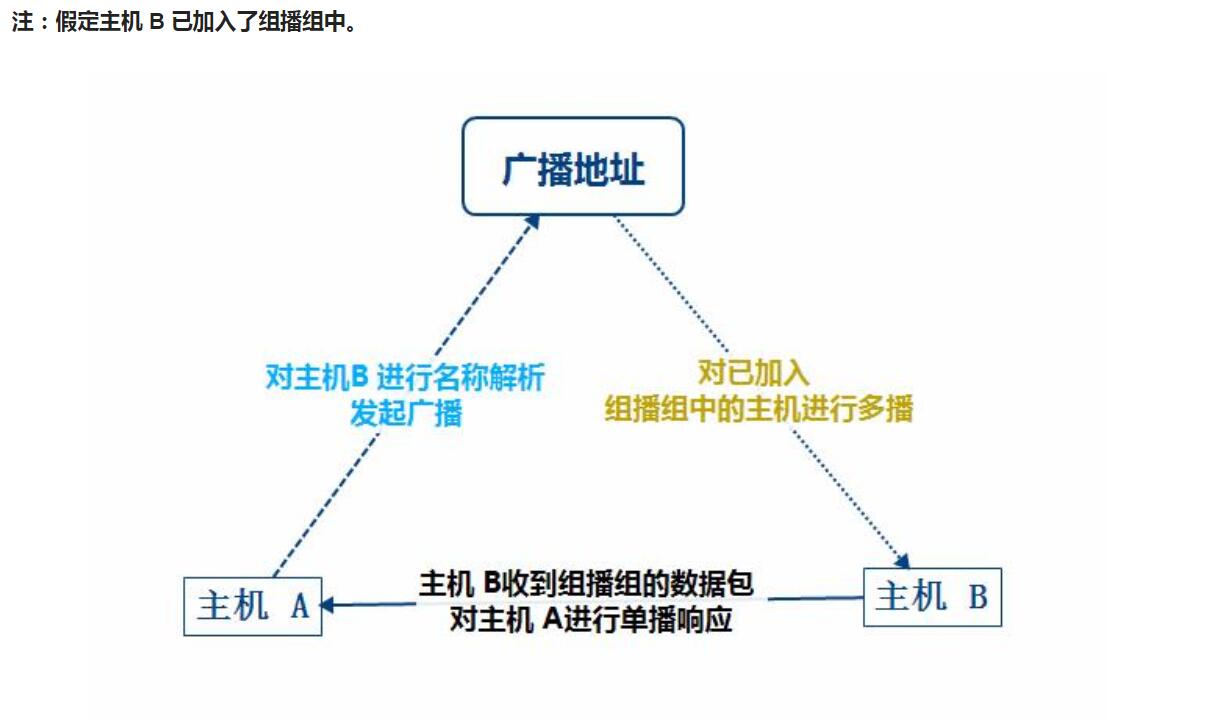 注：假定主机 B 已加入了组播组中。
广播地址
对主机B 进行名称解析
发起广播
对已加入
组播组中的主机进行多播
主机 B收到组播组的数据包
对主机 A进行单播响应
主机 A
主机 B